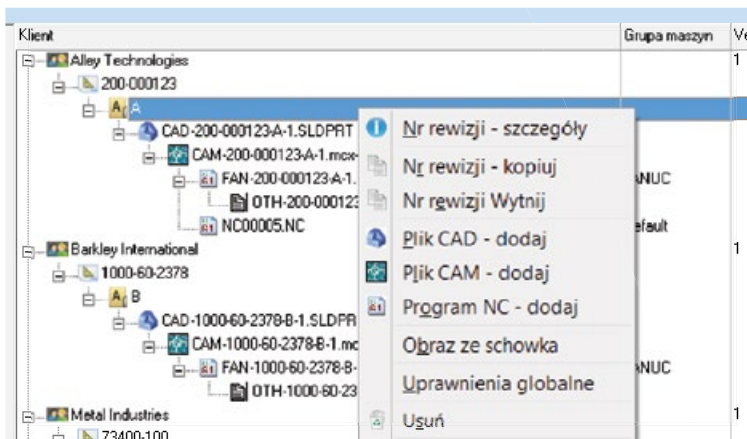 Klient Grupa maszyn
Alley Technologies 1
200-000123
A A
CAD-200-000123-A-1.SLDPRT Nr rewizji - szczegóły
CAM-200-000123-A-1.mcx- Nr rewizji - kopiuj
FAN-200-000123-A-1.
OTH-200-000123 Nr rewizji Wytnij
NC00005.NC
Plik CAD - dodaj
Barkley International 1
1000-60-2378 Plik CAM - dodaj
A B Program NC - dodaj
CAD-1000-60-2378-B-1.SLDPR
CAM-1000-60-2378-B-1.mc Obraz ze schowka
FAN-1000-60-2378-B-
OTH-1000-60-23 Uprawnienia globalne
Metal Industries Usuń 1
73400-100